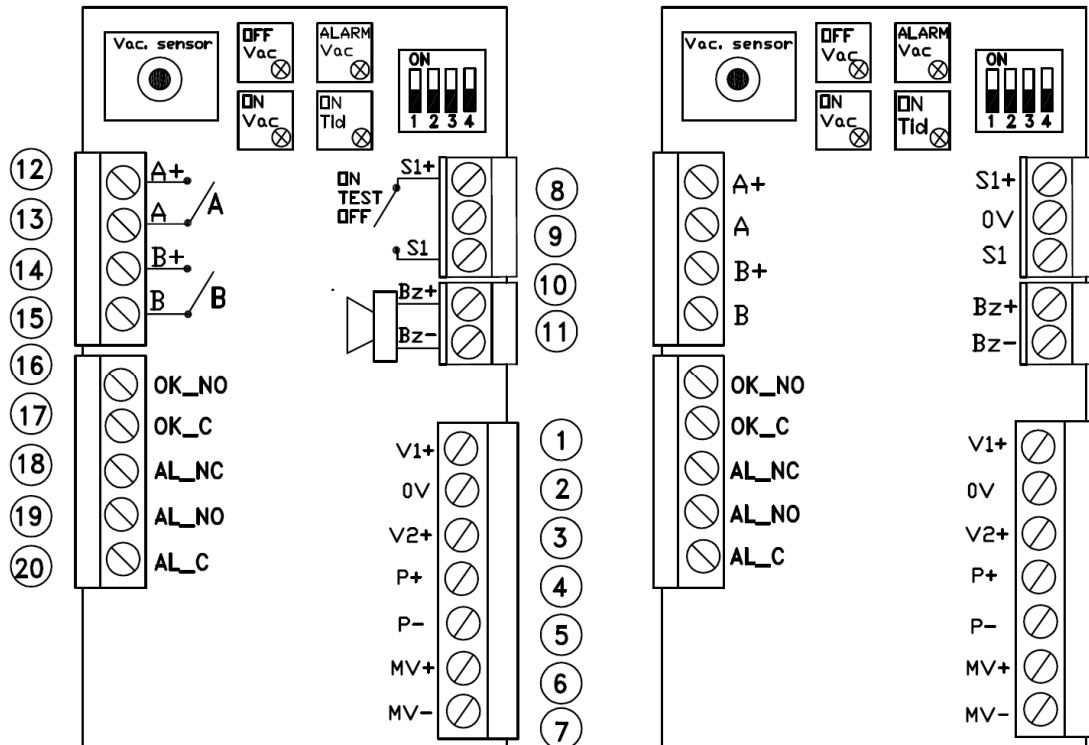 Vac. sensor
OFF
Vac
ALARM
Vac
ON
Vac
ON
Tid
ON
1 2 3 4
12
13
14
15
16
17
18
19
20
A+
A
B+
B
A
B
ON
TEST
OFF
S1+
S1
Bz+
Bz-
8
9
10
11
OK_NO
OK_C
AL_NC
AL_NO
AL_C
V1+
0V
V2+
P+
P-
MV+
MV-
1
2
3
4
5
6
7
Vac. sensor
OFF
Vac
ALARM
Vac
ON
Vac
ON
Tid
ON
1 2 3 4
A+
A
B+
B
S1+
0V
S1
Bz+
Bz-
OK_NO
OK_C
AL_NC
AL_NO
AL_C
V1+
0V
V2+
P+
P-
MV+
MV-